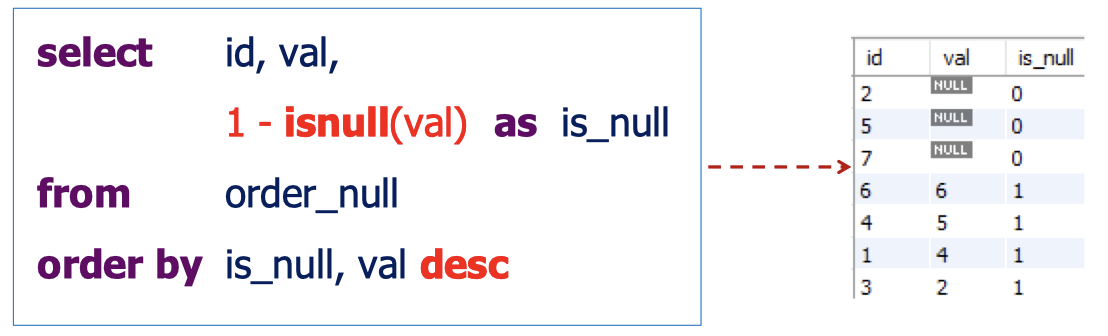 select id, val,
1 - isnull(val) as is_null
from order_null
order by is_null, val desc
id val is_null
2 NULL 0
5 NULL 0
7 NULL 0
6 6 1
4 5 1
1 4 1
3 2 1